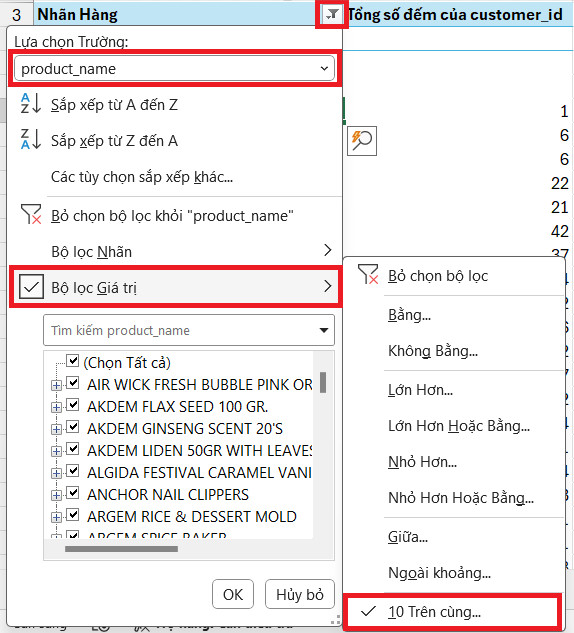 3 Nhãn Hàng Tổng số đếm của customer_id
Lựa chọn Trường:
product_name
Sắp xếp từ A đến Z
Sắp xếp từ Z đến A
Các tùy chọn sắp xếp khác...
Bỏ chọn bộ lọc khỏi "product_name"
Bộ lọc Nhãn
Bộ lọc Giá trị
Tìm kiếm product_name
(Chọn Tất cả)
AIR WICK FRESH BUBBLE PINK OR
AKDEM FLAX SEED 100 GR.
AKDEM GINSENG SCENT 20'S
AKDEM LIDEN 50GR WITH LEAVES
ALGIDA FESTIVAL CARAMEL VANI
ANCHOR NAIL CLIPPERS
ARGEM RICE & DESSERT MOLD
ARGEM SPICE BAKER
OK
Hủy bỏ
1
6
6
22
21
42
37
Bỏ chọn bộ lọc
Bằng...
Không Bằng...
Lớn Hơn...
Lớn Hơn Hoặc Bằng...
Nhỏ Hơn...
Nhỏ Hơn Hoặc Bằng...
Giữa...
Ngoài khoảng...
10 Trên cùng...